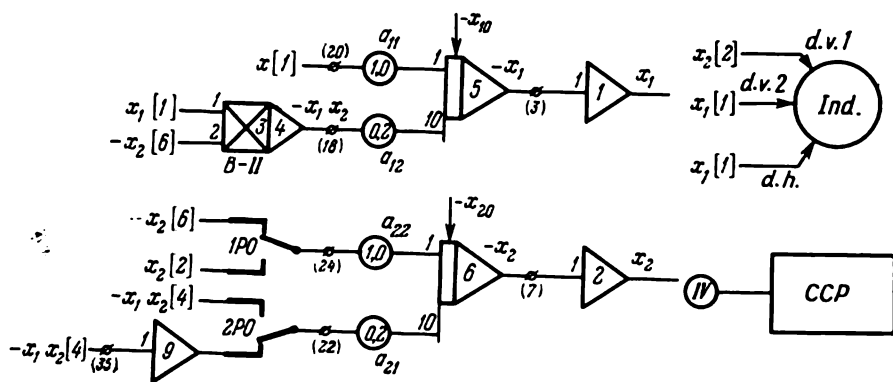 a₁₁ -x₁₀
x[1] (20) 1,0 1 5 -x₁ (3) 1 1 x₁
x₂[2] d.v.1
x₁[1] d.v.2 Ind.
x₁[1] d.h.
x₁[1] 1 3 4 -x₁ x₂ (18) 0,2 10
-x₂[6] 2
B-II a₁₂
-x₂[6] a₂₂ -x₂₀
1PO (24) 1,0 1 6 -x₂ (7) 1 2 x₂ IV CCP
x₂[2]
-x₁ x₂[4]
2PO (22) 0,2 10
-x₁ x₂[4] (35) 1 9 a₂₁